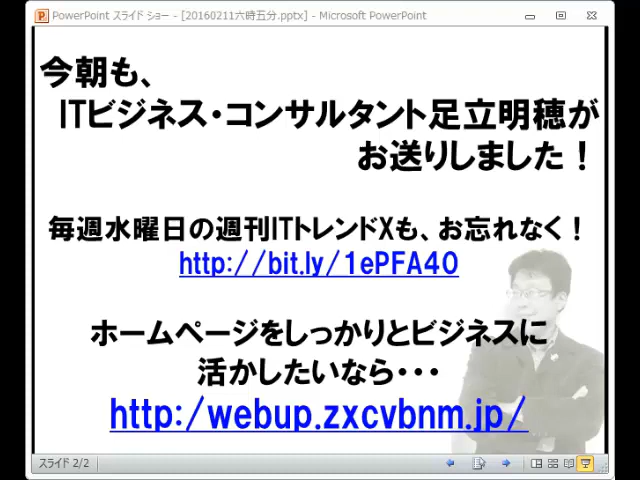 PowerPoint スライド ショー - [20160211六時五分.pptx] - Microsoft PowerPoint
今朝も、
ITビジネス・コンサルタント足立明穂が
お送りしました！
毎週水曜日の週刊ITトレンドXも、お忘れなく！
http://bit.ly/1ePFA40
ホームページをしっかりとビジネスに
活かしたいなら・・・
http:/webup.zxcvbnm.jp/
スライド 2/2